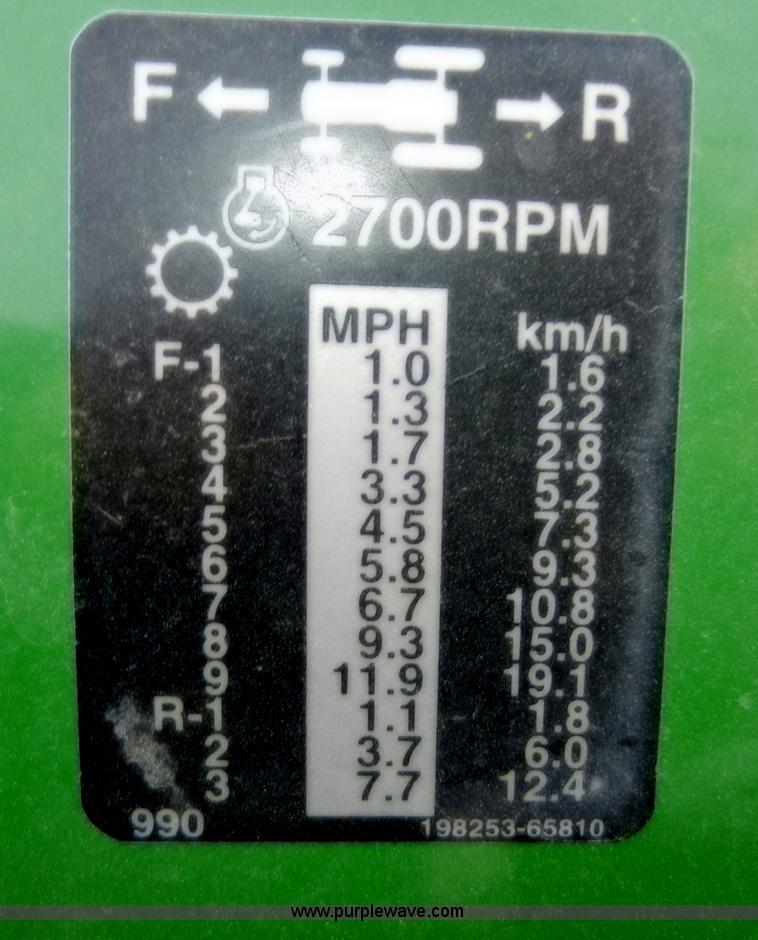 F R
2700RPM
MPH km/h
F-1 1.0 1.6
2 1.3 2.2
3 1.7 2.8
4 3.3 5.2
5 4.5 7.3
6 5.8 9.3
7 6.7 10.8
8 9.3 15.0
9 11.9 19.1
R-1 1.1 1.8
2 3.7 6.0
3 7.7 12.4
990 198253-65810
www.purplewave.com